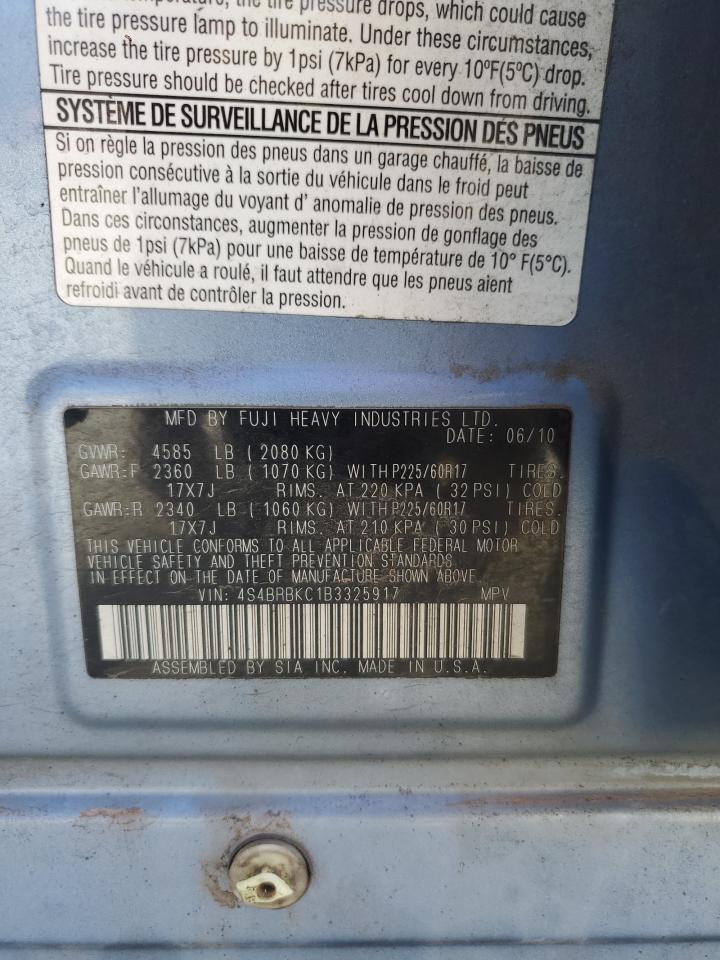 temperature, the tire pressure drops, which could cause
the tire pressure lamp to illuminate. Under these circumstances,
increase the tire pressure by 1psi (7kPa) for every 10°F(5°C) drop.
Tire pressure should be checked after tires cool down from driving.
SYSTÈME DE SURVEILLANCE DE LA PRESSION DES PNEUS
Si on règle la pression des pneus dans un garage chauffé, la baisse de
pression consécutive à la sortie du véhicule dans le froid peut
entraîner l'allumage du voyant d' anomalie de pression des pneus.
Dans ces circonstances, augmenter la pression de gonflage des
pneus de 1psi (7kPa) pour une baisse de température de 10° F(5°C).
Quand le véhicule a roulé, il faut attendre que les pneus aient
refroidi avant de contrôler la pression.
MFD BY FUJI HEAVY INDUSTRIES LTD.
DATE: 06/10
GVWR: 4585 LB (2080 KG)
GAWR:F 2360 LB (1070 KG) WITH P225/60R17 TIRES.
17X7J RIMS. AT 220 KPA (32 PSI) COLD
GAWR:R 2340 LB (1060 KG) WITH P225/60R17 TIRES.
17X7J RIMS. AT 210 KPA (30 PSI) COLD
THIS VEHICLE CONFORMS TO ALL APPLICABLE FEDERAL MOTOR
VEHICLE SAFETY AND THEFT PREVENTION STANDARDS
IN EFFECT ON THE DATE OF MANUFACTURE SHOWN ABOVE.
VIN: 4S4BRBKC1B3325917 MPV
ASSEMBLED BY SIA INC. MADE IN U.S.A.